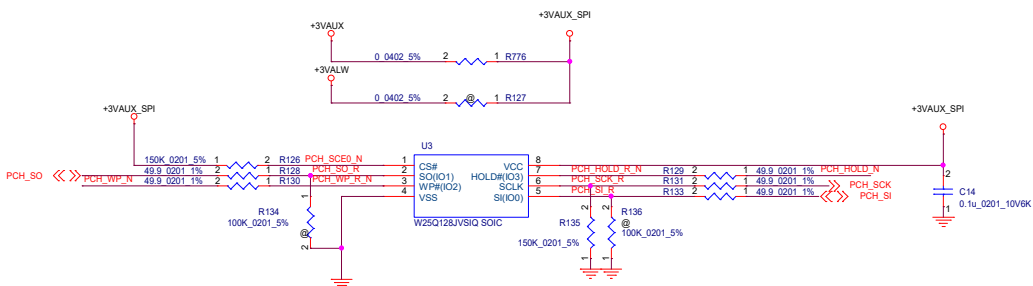 +3VAUX
+3VAUX_SPI
0_0402_5% 2 1 R776
+3VALW
0_0402_5% 2 @ 1 R127
+3VAUX_SPI
+3VAUX_SPI
U3
150K_0201_5% 1 2 R126 PCH_SCE0_N 1 CS# VCC 8
PCH_SO 49.9_0201_1% 2 1 R128 PCH_SO_R 2 SO(IO1) HOLD#(IO3) 7 PCH_HOLD_R_N R129 2 1 49.9_0201_1% PCH_HOLD_N
PCH_WP_N 49.9_0201_1% 2 1 R130 PCH_WP_R_N 3 WP#(IO2) SCLK 6 PCH_SCK_R R131 2 1 49.9_0201_1% PCH_SCK
4 VSS SI(IO0) 5 PCH_SI_R R133 2 1 49.9_0201_1% PCH_SI
W25Q128JVSIQ SOIC
1
R134
100K_0201_5%
@
2
2 2
R135
150K_0201_5%
R136
@
100K_0201_5%
1 1
2
C14
0.1u_0201_10V6K
1